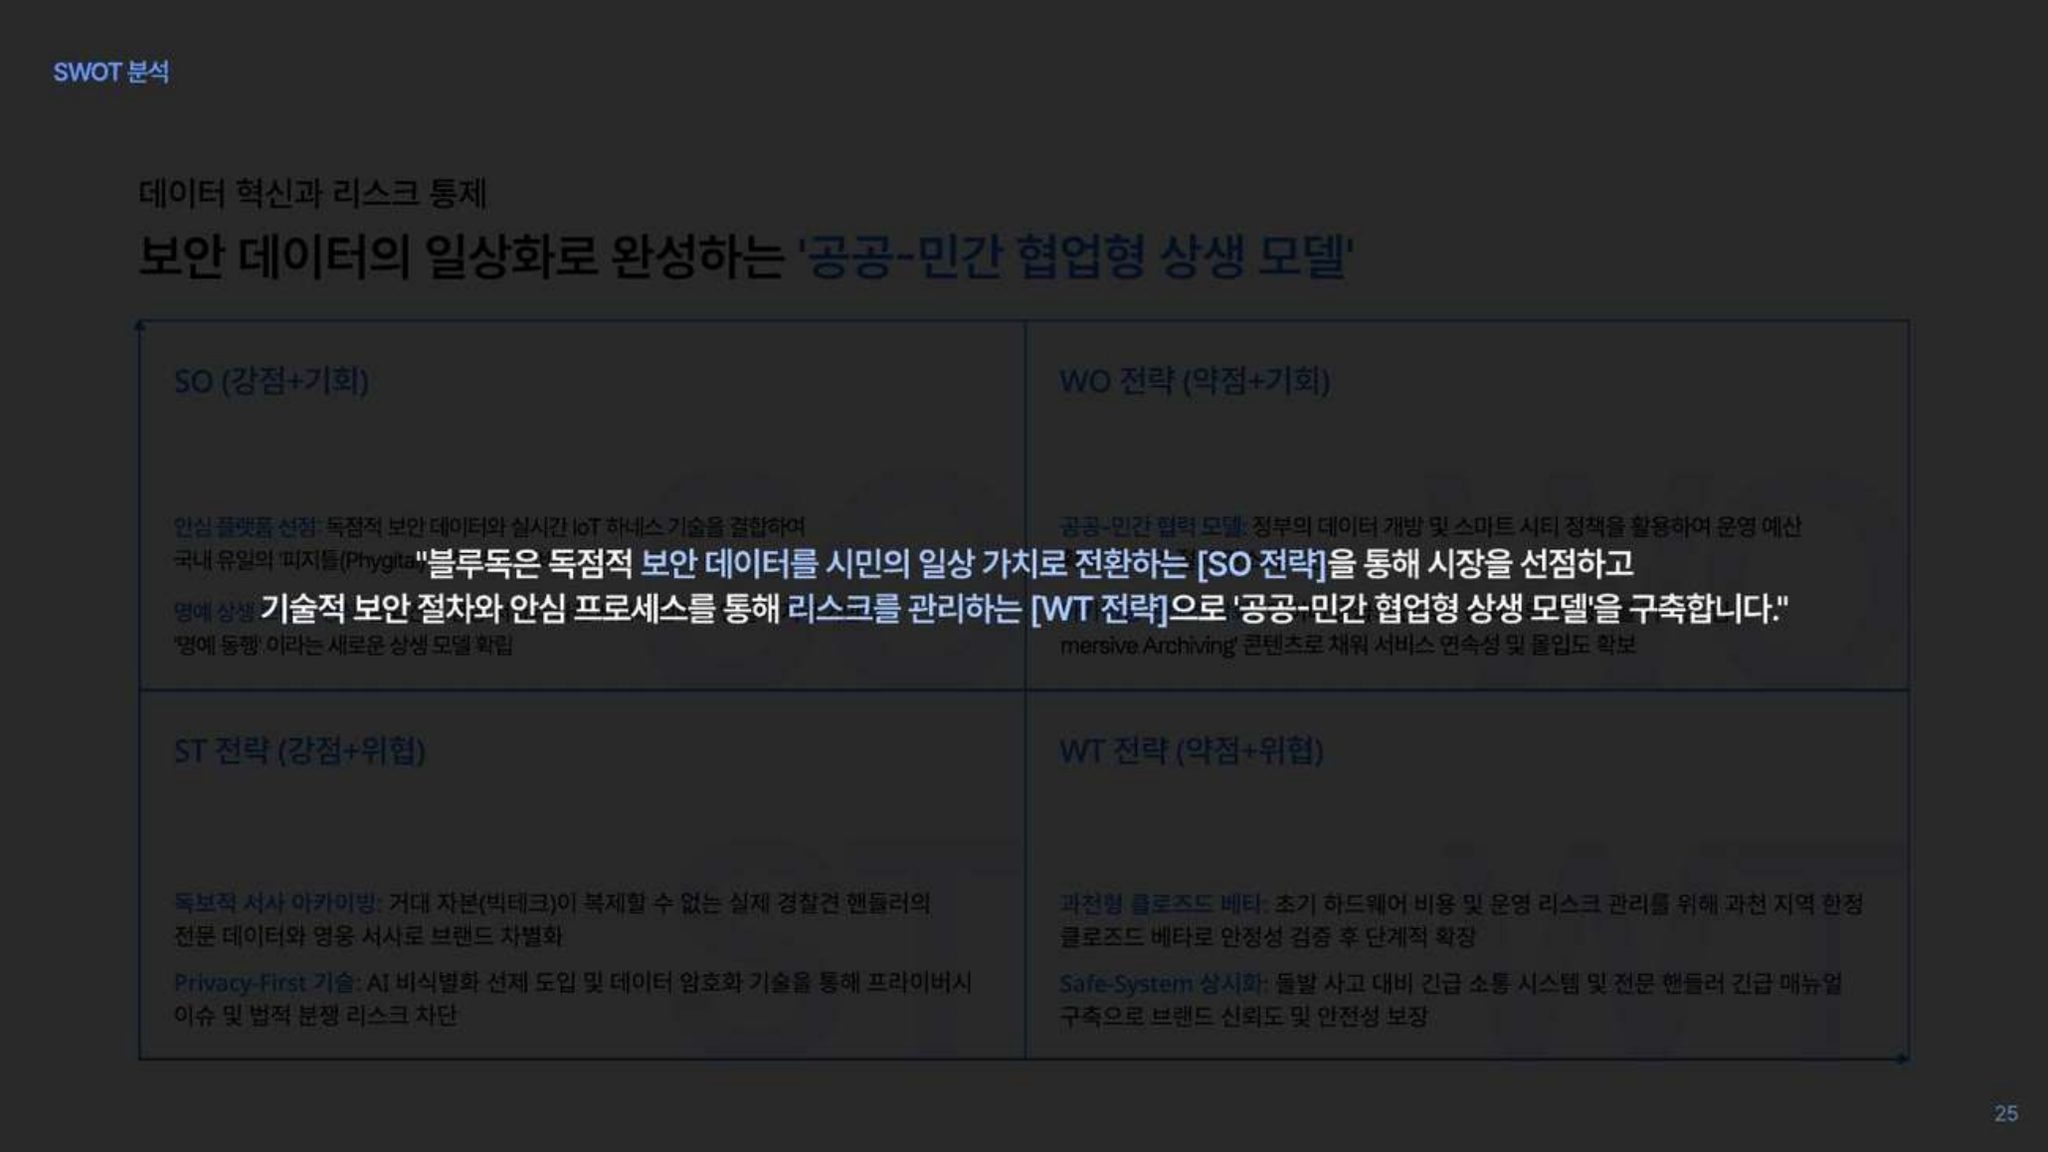 SWOT 분석
데이터 혁신과 리스크 통제
보안 데이터의 일상화로 완성하는 '공공-민간 협업형 상생 모델'
SO (강점+기회)
안심 플랫폼 선점: 독점적 보안 데이터와 실시간 IoT 하네스 기술을 결합하여
국내 유일의 '피지틀(Phygital)
명예 상생
'명예 동행' 이라는 새로운 상생 모델 확립
WO 전략 (약점+기회)
공공-민간 협력 모델: 정부의 데이터 개방 및 스마트 시티 정책을 활용하여 운영 예산
mersive Archiving' 콘텐츠로 채워 서비스 연속성 및 몰입도 확보
"블루독은 독점적 보안 데이터를 시민의 일상 가치로 전환하는 [SO 전략]을 통해 시장을 선점하고
기술적 보안 절차와 안심 프로세스를 통해 리스크를 관리하는 [WT 전략]으로 '공공-민간 협업형 상생 모델'을 구축합니다."
ST 전략 (강점+위협)
독보적 서사 아카이빙: 거대 자본(빅테크)이 복제할 수 없는 실제 경찰견 핸들러의
전문 데이터와 영웅 서사로 브랜드 차별화
Privacy-First 기술: AI 비식별화 선제 도입 및 데이터 암호화 기술을 통해 프라이버시
이슈 및 법적 분쟁 리스크 차단
WT 전략 (약점+위협)
과천형 클로즈드 베타: 초기 하드웨어 비용 및 운영 리스크 관리를 위해 과천 지역 한정
클로즈드 베타로 안정성 검증 후 단계적 확장
Safe-System 상시화: 돌발 사고 대비 긴급 소통 시스템 및 전문 핸들러 긴급 매뉴얼
구축으로 브랜드 신뢰도 및 안전성 보장
25